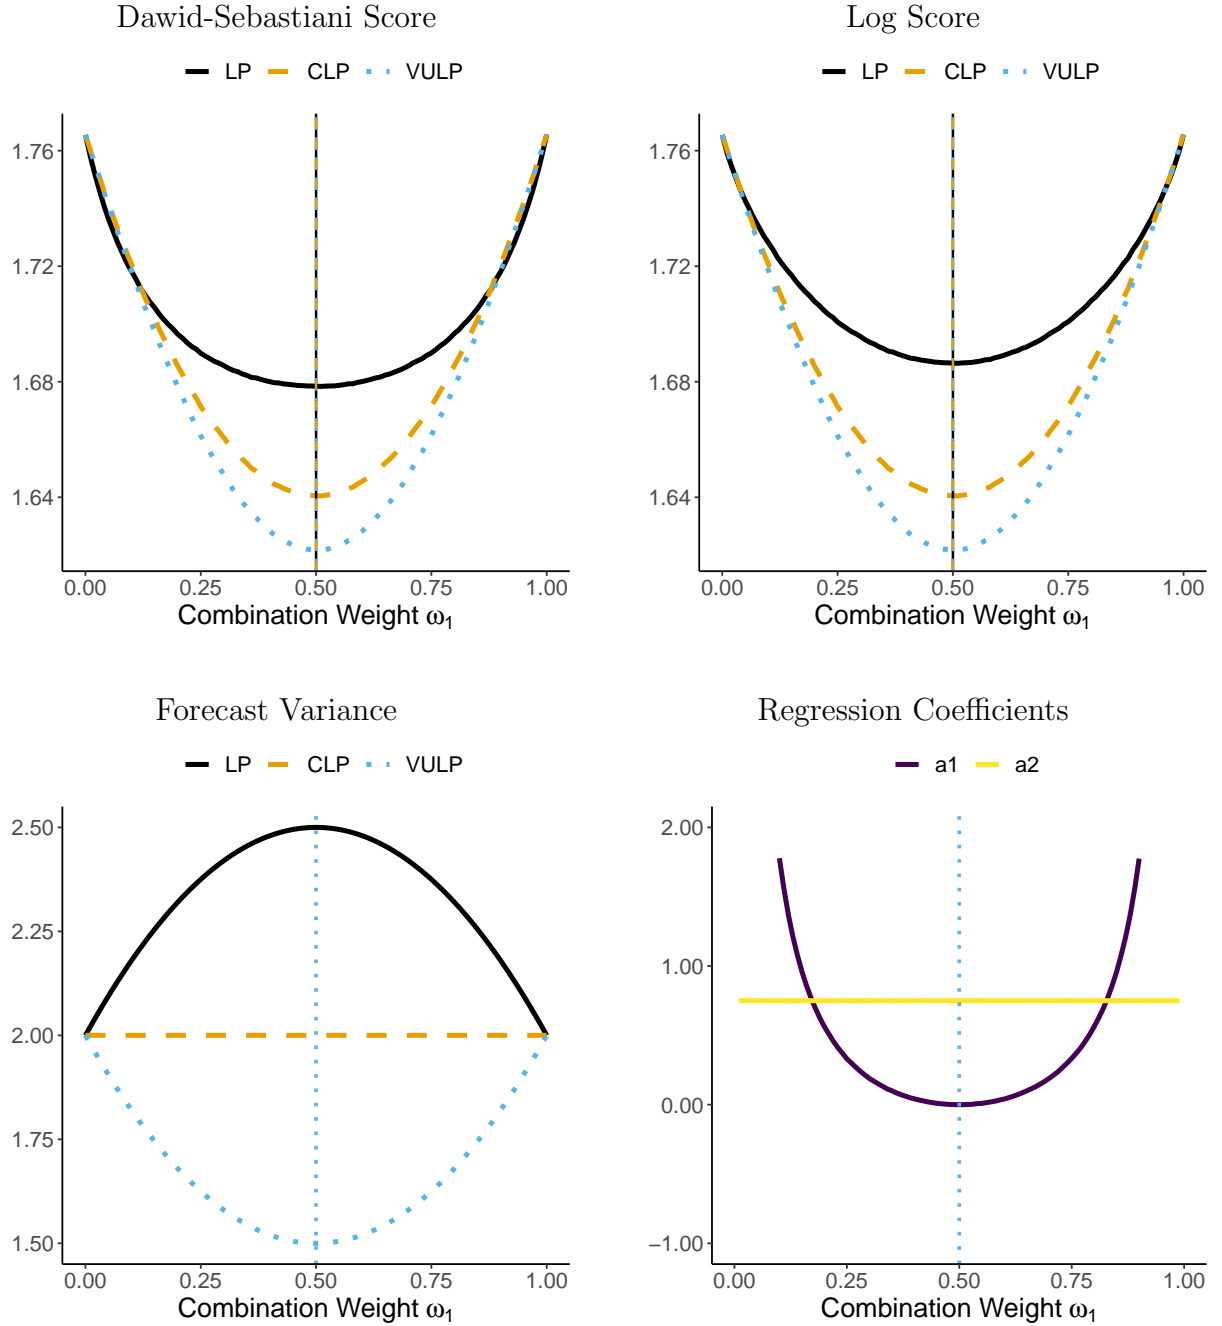 Dawid-Sebastiani Score
LP CLP VULP
1.76
1.72
1.68
1.64
0.00 0.25 0.50 0.75 1.00
Combination Weight ω₁
Log Score
LP CLP VULP
1.76
1.72
1.68
1.64
0.00 0.25 0.50 0.75 1.00
Combination Weight ω₁
Forecast Variance
LP CLP VULP
2.50
2.25
2.00
1.75
1.50
0.00 0.25 0.50 0.75 1.00
Combination Weight ω₁
Regression Coefficients
a1 a2
2.00
1.00
0.00
−1.00
0.00 0.25 0.50 0.75 1.00
Combination Weight ω₁